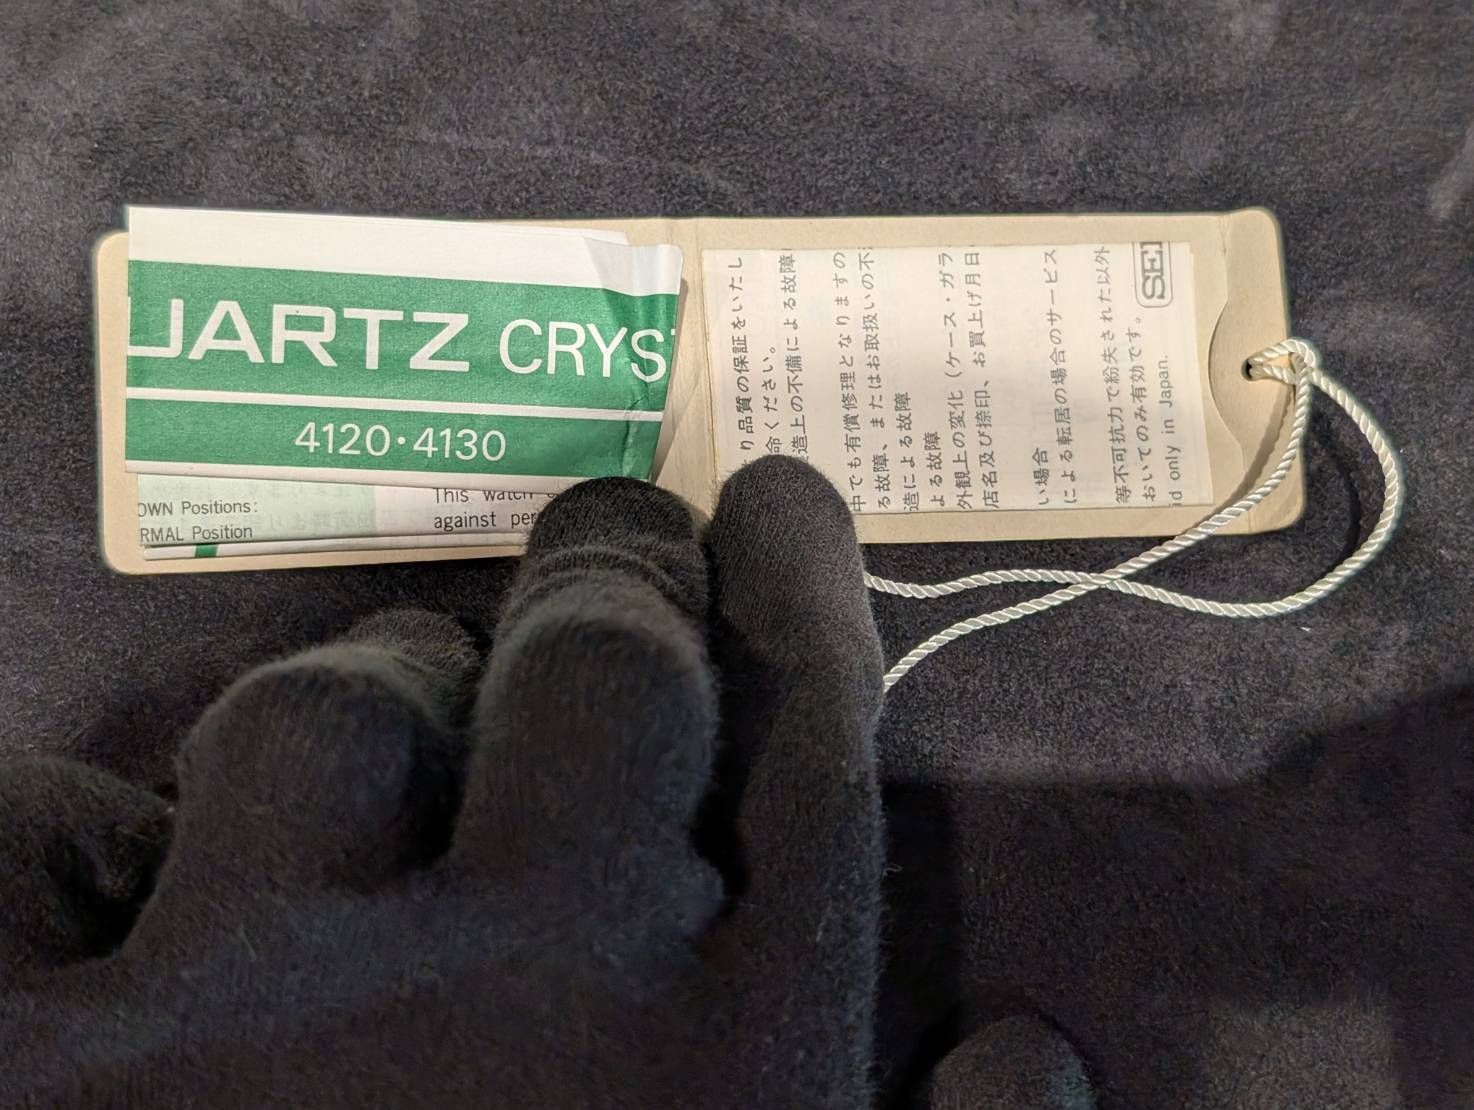 UARTZ CRYS
4120・4130
OWN Positions:
RMAL Position
This watch
against per
り品質の保証をいたし
命ください。
造上の不備による故障
中でも有償修理となりますの
る故障、またはお取扱いの不
造による故障
よる故障
外観上の変化（ケース・ガラ
店名及び捺印、お買上げ月日
い場合
による転居の場合のサービス
等不可抗力で紛失された以外
おいてのみ有効です。
id only in Japan.
SEI